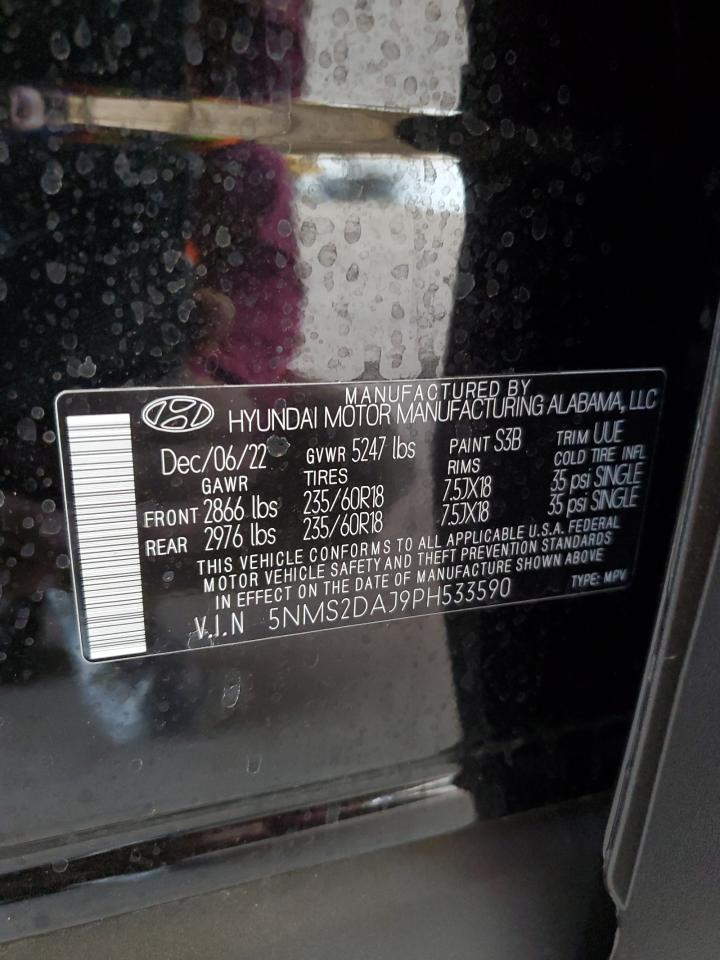 MANUFACTURED BY
HYUNDAI MOTOR MANUFACTURING ALABAMA, LLC
Dec/06/22 GVWR 5247 lbs PAINT S3B TRIM UUE
GAWR TIRES RIMS COLD TIRE INFL
FRONT 2866 lbs 235/60R18 7.5JX18 35 psi SINGLE
REAR 2976 lbs 235/60R18 7.5JX18 35 psi SINGLE
THIS VEHICLE CONFORMS TO ALL APPLICABLE U.S.A. FEDERAL
MOTOR VEHICLE SAFETY AND THEFT PREVENTION STANDARDS
IN EFFECT ON THE DATE OF MANUFACTURE SHOWN ABOVE
V.I.N 5NMS2DAJ9PH533590 TYPE: MPV